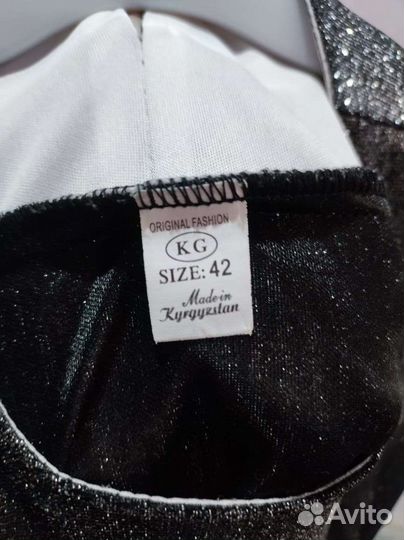 ORIGINAL FASHION
KG
SIZE: 42
Made in
Kyrgyzstan
Avito